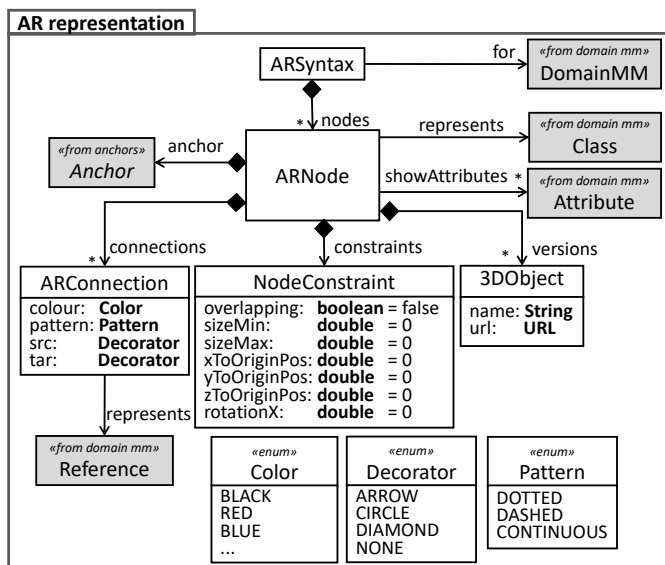 AR representation
ARSyntax
for
«from domain mm»
DomainMM
* nodes
«from anchors»
Anchor
anchor
ARNode
represents
«from domain mm»
Class
showAttributes *
«from domain mm»
Attribute
connections
*
constraints
versions
*
ARConnection
colour: Color
pattern: Pattern
src: Decorator
tar: Decorator
NodeConstraint
overlapping: boolean = false
sizeMin: double = 0
sizeMax: double = 0
xToOriginPos: double = 0
yToOriginPos: double = 0
zToOriginPos: double = 0
rotationX: double = 0
3DObject
name: String
url: URL
represents
«from domain mm»
Reference
«enum»
Color
BLACK
RED
BLUE
...
«enum»
Decorator
ARROW
CIRCLE
DIAMOND
NONE
«enum»
Pattern
DOTTED
DASHED
CONTINUOUS